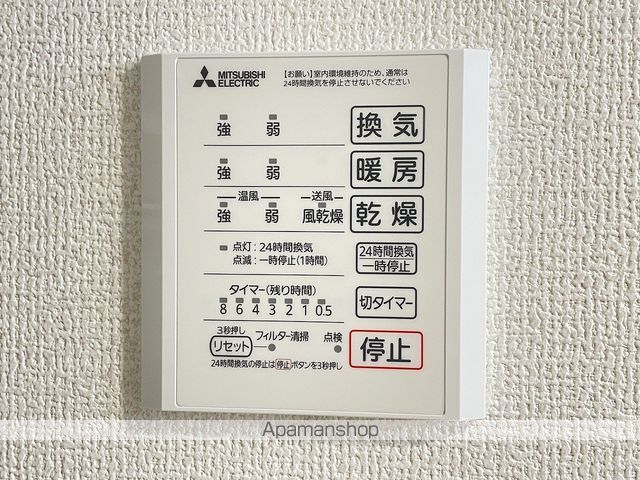 MITSUBISHI
ELECTRIC
【お願い】室内環境維持のため、通常は
24時間換気を停止させないでください
強 弱 換気
強 弱 暖房
温風 送風
強 弱 風乾燥 乾燥
点灯:24時間換気
点滅:一時停止(1時間)
24時間換気
一時停止
タイマー(残り時間)
8 6 4 3 2 1 0.5
切タイマー
3秒押し
リセット フィルター清掃 点検
停止
24時間換気の停止は停止ボタンを3秒押し
Apamanshop